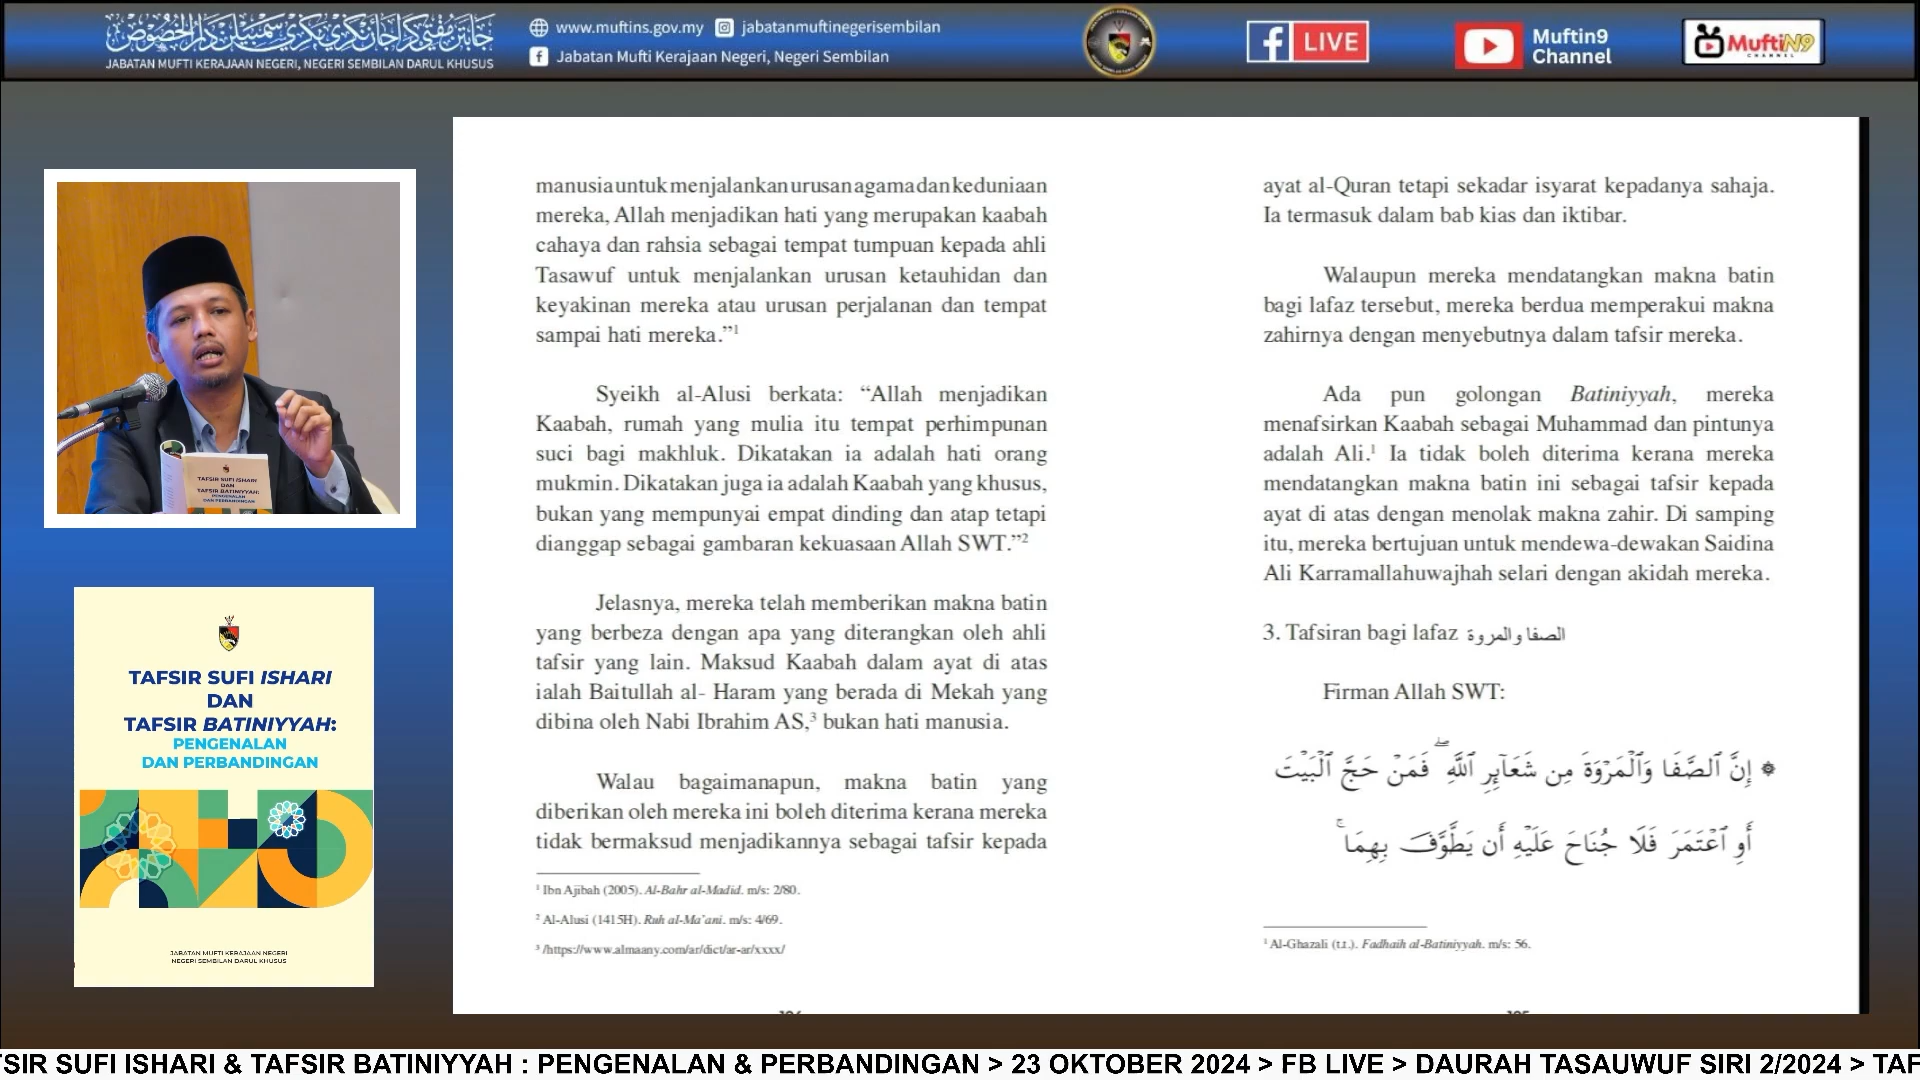 JABATAN MUFTI KERAJAAN NEGERI, NEGERI SEMBILAN DARUL KHUSUS
www.muftins.gov.my jabatanmuftinegerisembilan
Jabatan Mufti Kerajaan Negeri, Negeri Sembilan
LIVE
Muftin9
Channel
MuftiN9
CHANNEL
TAFSIR SUFI ISHARI
DAN
TAFSIR BATINIYYAH:
PENGENALAN
DAN PERBANDINGAN
TAFSIR SUFI ISHARI
DAN
TAFSIR BATINIYYAH:
PENGENALAN
DAN PERBANDINGAN
JABATAN MUFTI KERAJAAN NEGERI
NEGERI SEMBILAN DARUL KHUSUS
manusia untuk menjalankan urusan agama dan keduniaan
mereka, Allah menjadikan hati yang merupakan kaabah
cahaya dan rahsia sebagai tempat tumpuan kepada ahli
Tasawuf untuk menjalankan urusan ketauhidan dan
keyakinan mereka atau urusan perjalanan dan tempat
sampai hati mereka.”1
Syeikh al-Alusi berkata: “Allah menjadikan
Kaabah, rumah yang mulia itu tempat perhimpunan
suci bagi makhluk. Dikatakan ia adalah hati orang
mukmin. Dikatakan juga ia adalah Kaabah yang khusus,
bukan yang mempunyai empat dinding dan atap tetapi
dianggap sebagai gambaran kekuasaan Allah SWT.”2
Jelasnya, mereka telah memberikan makna batin
yang berbeza dengan apa yang diterangkan oleh ahli
tafsir yang lain. Maksud Kaabah dalam ayat di atas
ialah Baitullah al- Haram yang berada di Mekah yang
dibina oleh Nabi Ibrahim AS,3 bukan hati manusia.
Walau bagaimanapun, makna batin yang
diberikan oleh mereka ini boleh diterima kerana mereka
tidak bermaksud menjadikannya sebagai tafsir kepada
1 Ibn Ajibah (2005). Al-Bahr al-Madid. m/s: 2/80.
2 Al-Alusi (1415H). Ruh al-Ma'ani. m/s: 4/69.
3 /https://www.almaany.com/ar/dict/ar-ar/xxxx/
ayat al-Quran tetapi sekadar isyarat kepadanya sahaja.
Ia termasuk dalam bab kias dan iktibar.
Walaupun mereka mendatangkan makna batin
bagi lafaz tersebut, mereka berdua memperakui makna
zahirnya dengan menyebutnya dalam tafsir mereka.
Ada pun golongan Batiniyyah, mereka
menafsirkan Kaabah sebagai Muhammad dan pintunya
adalah Ali.1 Ia tidak boleh diterima kerana mereka
mendatangkan makna batin ini sebagai tafsir kepada
ayat di atas dengan menolak makna zahir. Di samping
itu, mereka bertujuan untuk mendewa-dewakan Saidina
Ali Karramallahuwajhah selari dengan akidah mereka.
3. Tafsiran bagi lafaz الصفا والمروة
Firman Allah SWT:
۞ إِنَّ ٱلصَّفَا وَٱلْمَرْوَةَ مِن شَعَآئِرِ ٱللَّهِ ۖ فَمَنْ حَجَّ ٱلْبَيْتَ
أَوِ ٱعْتَمَرَ فَلَا جُنَاحَ عَلَيْهِ أَن يَطَّوَّفَ بِهِمَا ۚ
1 Al-Ghazali (t.t.). Fadhaih al-Batiniyyah. m/s: 56.
SIR SUFI ISHARI & TAFSIR BATINIYYAH : PENGENALAN & PERBANDINGAN > 23 OKTOBER 2024 > FB LIVE > DAURAH TASAUWUF SIRI 2/2024 > TAF